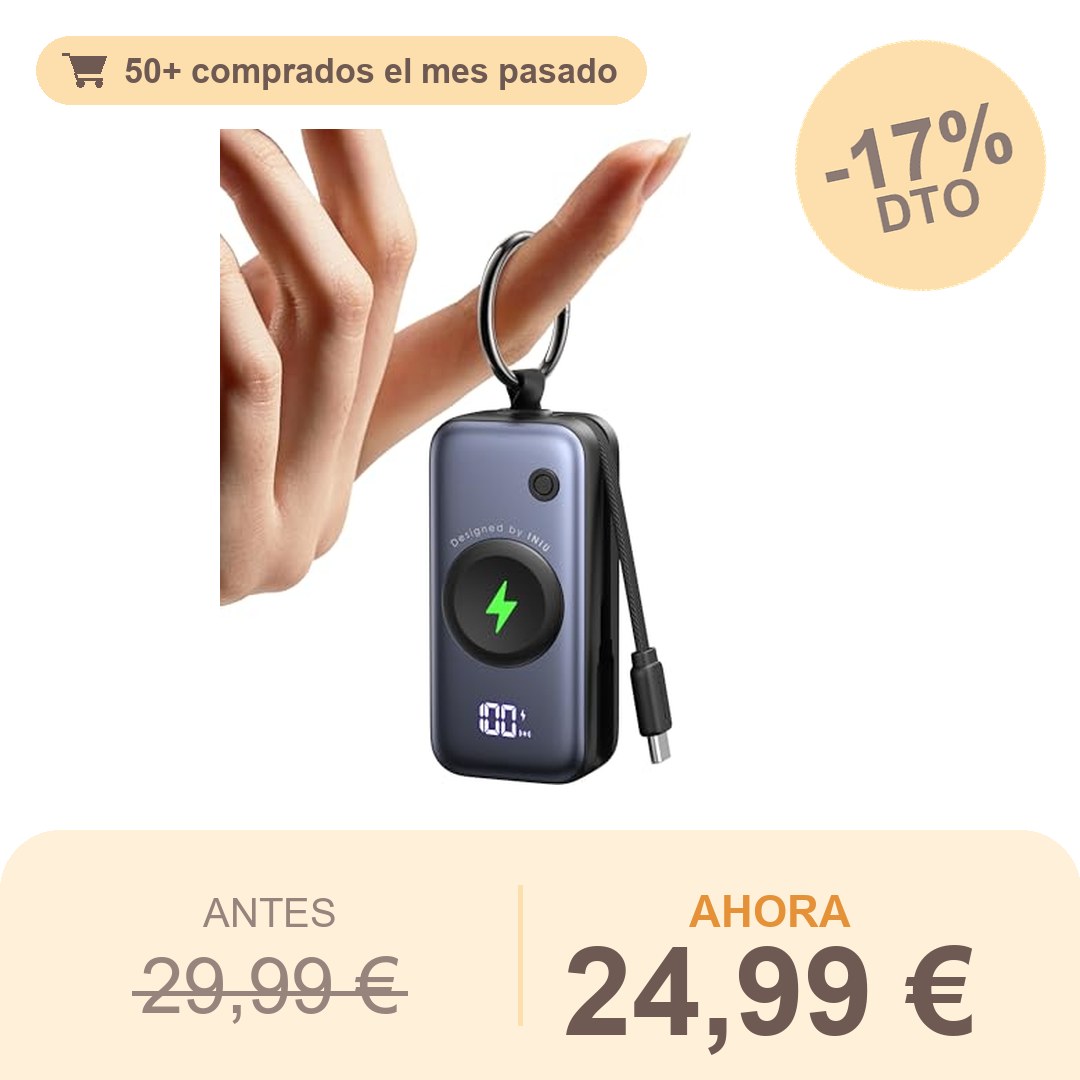 50+ comprados el mes pasado
-17%
DTO
Designed by INIU
100
ANTES
29,99 €
AHORA
24,99 €